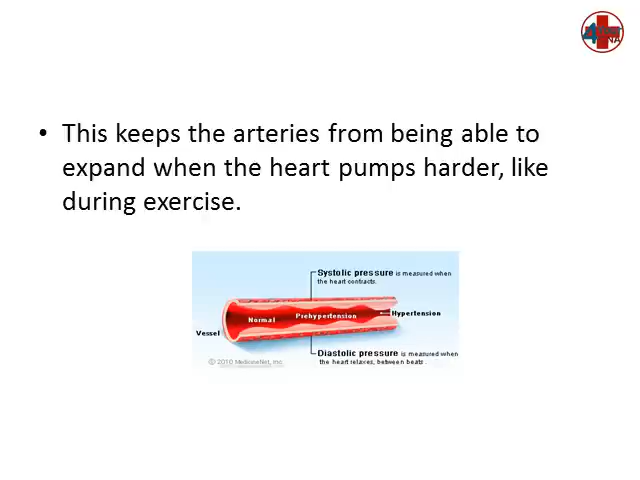 • This keeps the arteries from being able to
expand when the heart pumps harder, like
during exercise.
Systolic pressure is measured when
the heart contracts.
Normal
Prehypertension
Hypertension
Vessel
Diastolic pressure is measured when
the heart relaxes, between beats.
© 2010 MedicineNet, Inc.